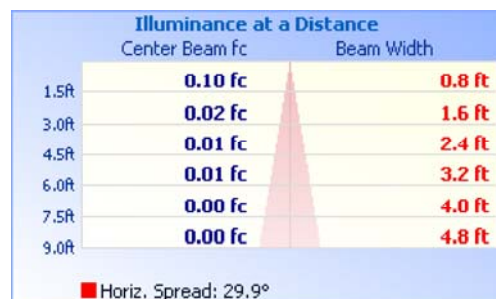 Illuminance at a Distance
Center Beam fc Beam Width
1.5ft 0.10 fc 0.8 ft
3.0ft 0.02 fc 1.6 ft
4.5ft 0.01 fc 2.4 ft
6.0ft 0.01 fc 3.2 ft
7.5ft 0.00 fc 4.0 ft
9.0ft 0.00 fc 4.8 ft
Horiz. Spread: 29.9°